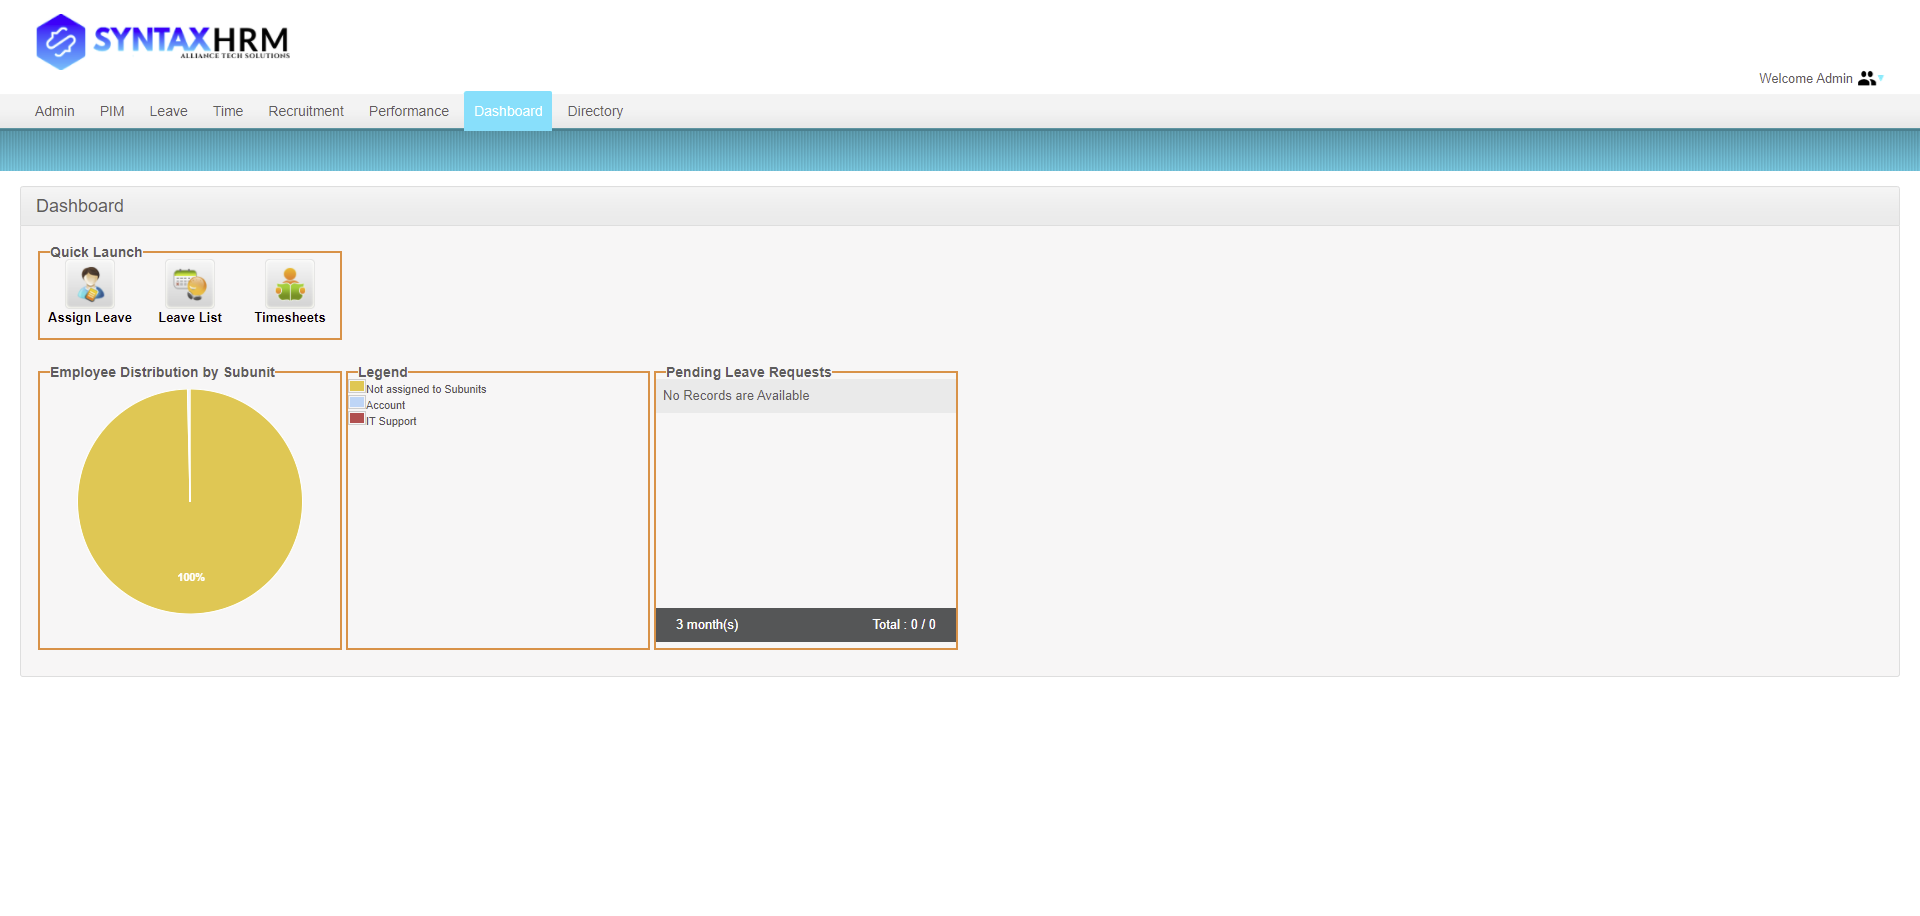 SYNTAXHRM
ALLIANCE TECH SOLUTIONS
Welcome Admin
Admin PIM Leave Time Recruitment Performance Dashboard Directory
Dashboard
Quick Launch
Assign Leave Leave List Timesheets
Employee Distribution by Subunit
100%
Legend
Not assigned to Subunits
Account
IT Support
Pending Leave Requests
No Records are Available
3 month(s) Total : 0 / 0